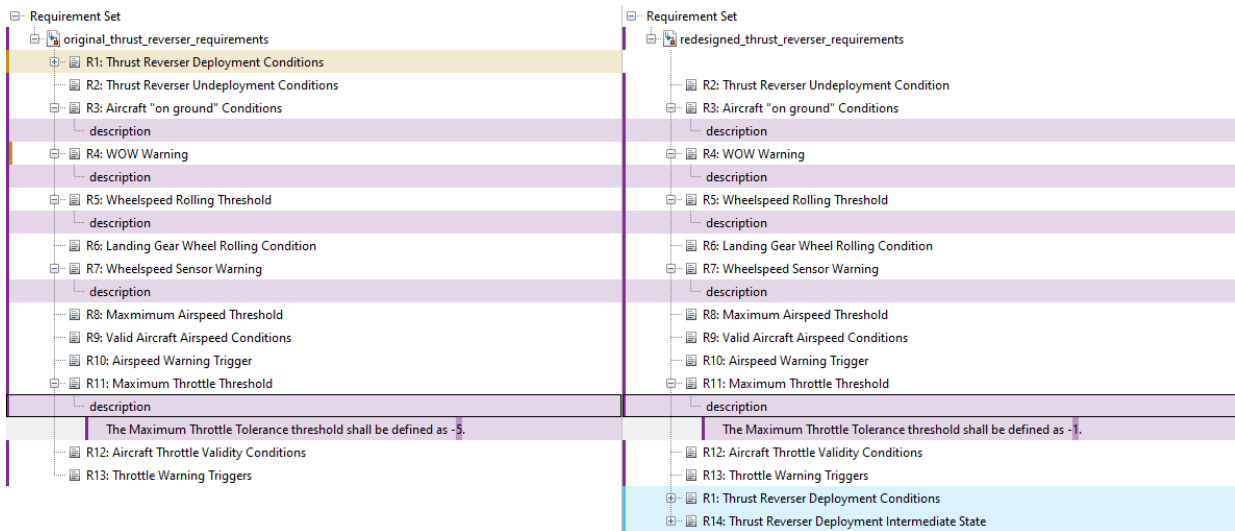 Requirement Set
original_thrust_reverser_requirements
R1: Thrust Reverser Deployment Conditions
R2: Thrust Reverser Undeployment Conditions
R3: Aircraft "on ground" Conditions
description
R4: WOW Warning
description
R5: Wheelspeed Rolling Threshold
description
R6: Landing Gear Wheel Rolling Condition
R7: Wheelspeed Sensor Warning
description
R8: Maxmimum Airspeed Threshold
R9: Valid Aircraft Airspeed Conditions
R10: Airspeed Warning Trigger
R11: Maximum Throttle Threshold
description
The Maximum Throttle Tolerance threshold shall be defined as -5.
R12: Aircraft Throttle Validity Conditions
R13: Throttle Warning Triggers
Requirement Set
redesigned_thrust_reverser_requirements
R2: Thrust Reverser Undeployment Condition
R3: Aircraft "on ground" Conditions
description
R4: WOW Warning
description
R5: Wheelspeed Rolling Threshold
description
R6: Landing Gear Wheel Rolling Condition
R7: Wheelspeed Sensor Warning
description
R8: Maximum Airspeed Threshold
R9: Valid Aircraft Airspeed Conditions
R10: Airspeed Warning Trigger
R11: Maximum Throttle Threshold
description
The Maximum Throttle Tolerance threshold shall be defined as -1.
R12: Aircraft Throttle Validity Conditions
R13: Throttle Warning Triggers
R1: Thrust Reverser Deployment Conditions
R14: Thrust Reverser Deployment Intermediate State